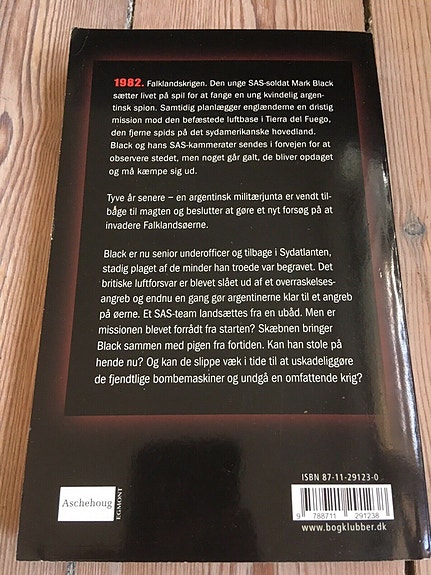 1982. Falklandskrigen. Den unge SAS-soldat Mark Black
sætter livet på spil for at fange en ung kvindelig argen-
tinsk spion. Samtidig planlægger englænderne en dristig
mission mod den befæstede luftbase i Tierra del Fuego,
den fjerne spids på det sydamerikanske hovedland.
Black og hans SAS-kammerater sendes i forvejen for at
observere stedet, men noget går galt, de bliver opdaget
og må kæmpe sig ud.
Tyve år senere – en argentinsk militærjunta er vendt til-
båge til magten og beslutter at gøre et nyt forsøg på at
invadere Falklandsøerne.
Black er nu senior underofficer og tilbage i Sydatlanten,
stadig plaget af de minder han troede var begravet. Det
britiske luftforsvar er blevet slået ud af et overraskelses-
angreb og endnu en gang gør argentinerne klar til et angreb
på øerne. Et SAS-team landsættes fra en ubåd. Men er
missionen blevet forrådt fra starten? Skæbnen bringer
Black sammen med pigen fra fortiden. Kan han stole på
hende nu? Og kan de slippe væk i tide til at uskadeliggøre
de fjendtlige bombemaskiner og undgå en omfattende krig?
ISBN 87-11-29123-0
9 788711 291238
www.bogklubber.dk
Aschehoug
EGMONT